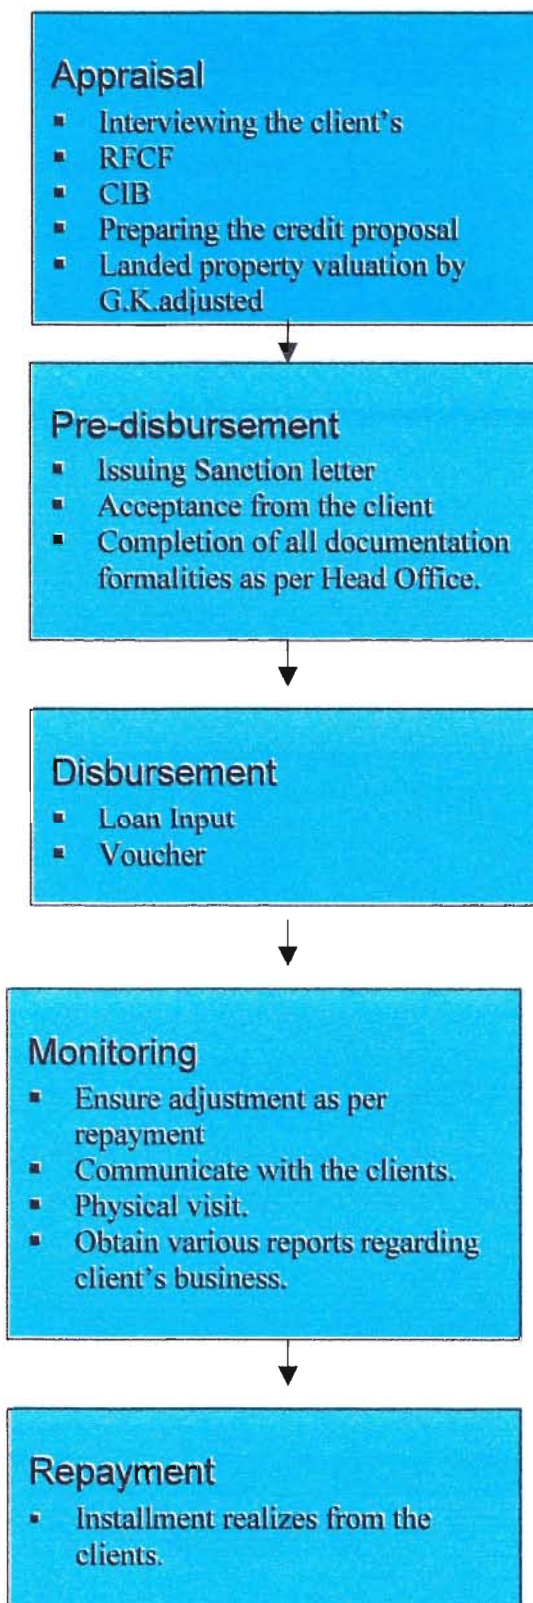 Appraisal
▪ Interviewing the client's
▪ RFCF
▪ CIB
▪ Preparing the credit proposal
▪ Landed property valuation by
G.K.adjusted
Pre-disbursement
▪ Issuing Sanction letter
▪ Acceptance from the client
▪ Completion of all documentation
formalities as per Head Office.
Disbursement
▪ Loan Input
▪ Voucher
Monitoring
▪ Ensure adjustment as per
repayment
▪ Communicate with the clients.
▪ Physical visit.
▪ Obtain various reports regarding
client's business.
Repayment
▪ Installment realizes from the
clients.